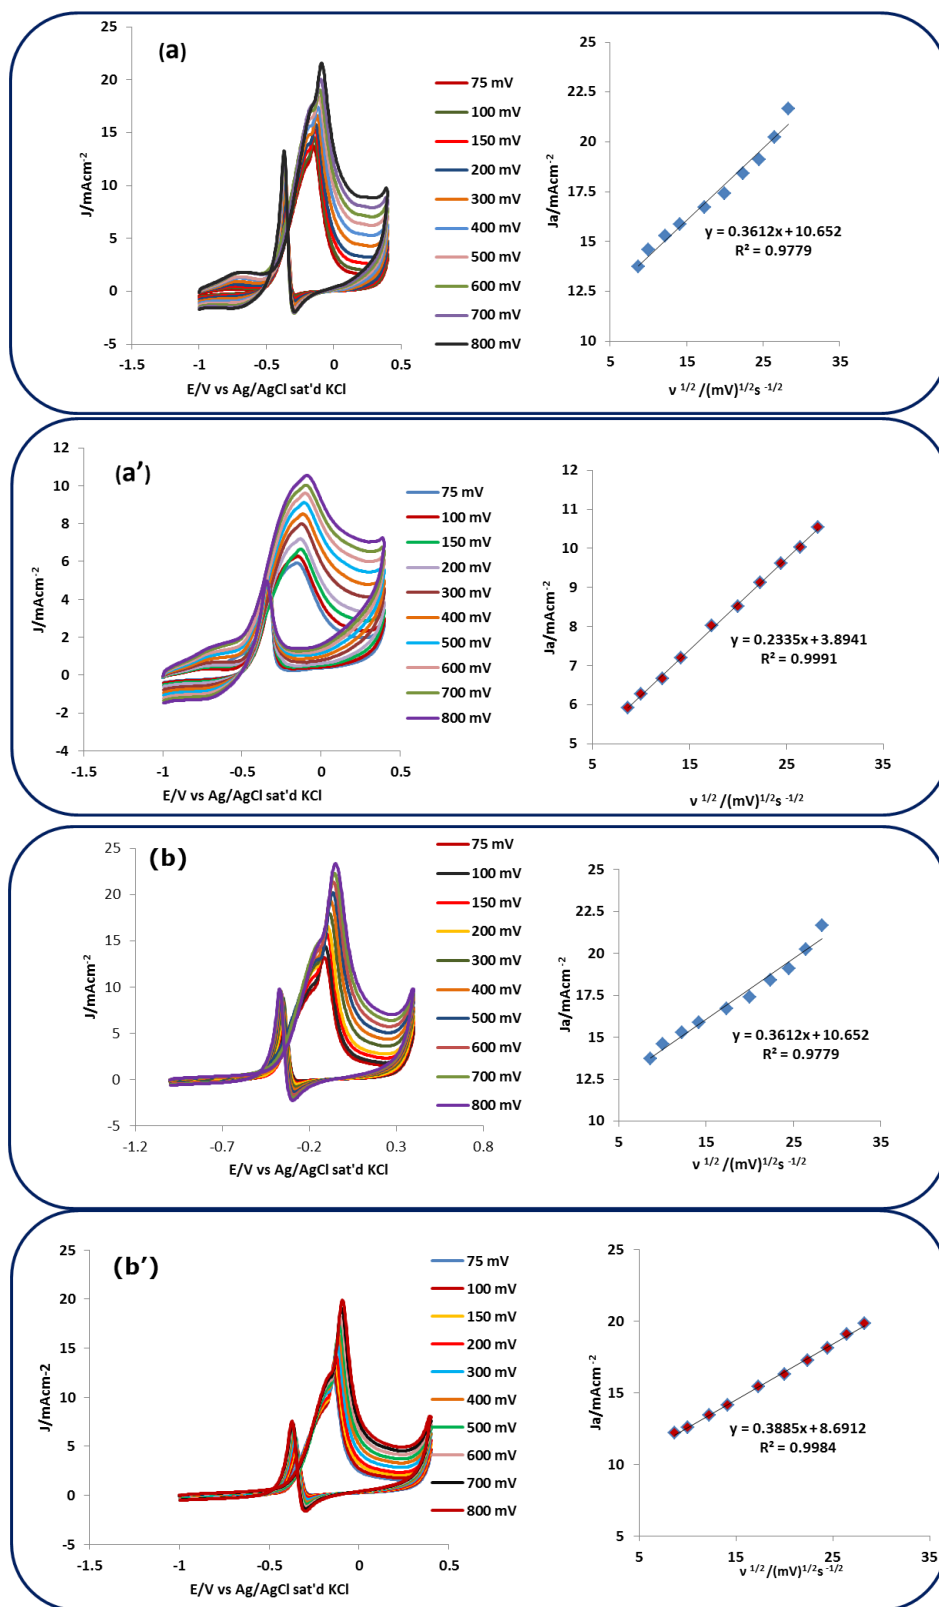 (a)
J/mAcm-2
25
20
15
10
5
0
-5
-1.5
-1
-0.5
0
0.5
E/V vs Ag/AgCl sat'd KCl
75 mV
100 mV
150 mV
200 mV
300 mV
400 mV
500 mV
600 mV
700 mV
800 mV
Ja/mAcm-2
25
22.5
20
17.5
15
12.5
10
y = 0.3612x + 10.652
R² = 0.9779
5
15
25
35
ν 1/2 /(mV)1/2s -1/2
(a’)
J/mAcm-2
12
10
8
6
4
2
0
-2
-4
-1.5
-1
-0.5
0
0.5
E/V vs Ag/AgCl sat'd KCl
75 mV
100 mV
150 mV
200 mV
300 mV
400 mV
500 mV
600 mV
700 mV
800 mV
Ja/mAcm-2
12
11
10
9
8
7
6
5
y = 0.2335x + 3.8941
R² = 0.9991
5
15
25
35
ν 1/2 /(mV)1/2s -1/2
(b)
J/mAcm-2
25
20
15
10
5
0
-5
-1.2
-0.7
-0.2
0.3
0.8
E/V vs Ag/AgCl sat'd KCl
75 mV
100 mV
150 mV
200 mV
300 mV
400 mV
500 mV
600 mV
700 mV
800 mV
Ja/mAcm-2
25
22.5
20
17.5
15
12.5
10
y = 0.3612x + 10.652
R² = 0.9779
5
15
25
35
ν 1/2 /(mV)1/2s -1/2
(b’)
J/mAcm-2
25
20
15
10
5
0
-5
-1.5
-1
-0.5
0
0.5
E/V vs Ag/AgCl sat'd KCl
75 mV
100 mV
150 mV
200 mV
300 mV
400 mV
500 mV
600 mV
700 mV
800 mV
Ja/mAcm-2
25
20
15
10
5
y = 0.3885x + 8.6912
R² = 0.9984
5
15
25
35
ν 1/2 /(mV)1/2s -1/2